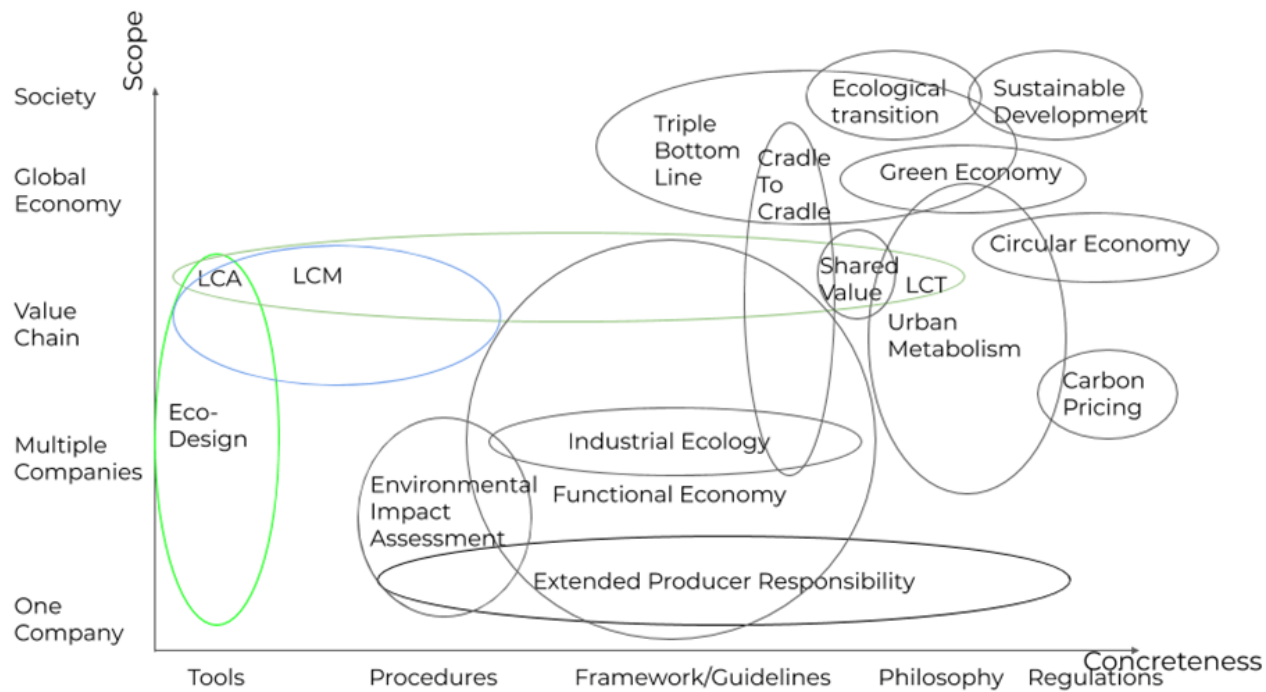 Scope
Society
Global
Economy
Value
Chain
Multiple
Companies
One
Company
Ecological
transition
Sustainable
Development
Triple
Bottom
Line
Cradle
To
Cradle
Green Economy
Circular Economy
LCA
LCM
Shared
Value
LCT
Urban
Metabolism
Carbon
Pricing
Eco-
Design
Industrial Ecology
Environmental
Impact
Assessment
Functional Economy
Extended Producer Responsibility
Concreteness
Tools
Procedures
Framework/Guidelines
Philosophy
Regulations